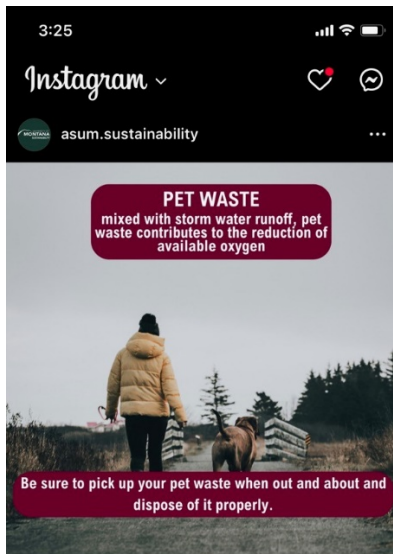 3:25
Instagram
MONTANA
asum.sustainability
PET WASTE
mixed with storm water runoff, pet
waste contributes to the reduction of
available oxygen
Be sure to pick up your pet waste when out and about and
dispose of it properly.